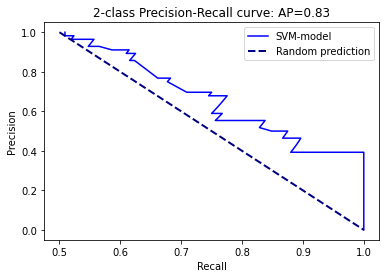 2-class Precision-Recall curve: AP=0.83
1.0
0.8
0.6
0.4
0.2
0.0
Precision
SVM-model
Random prediction
0.5
0.6
0.7
0.8
0.9
1.0
Recall